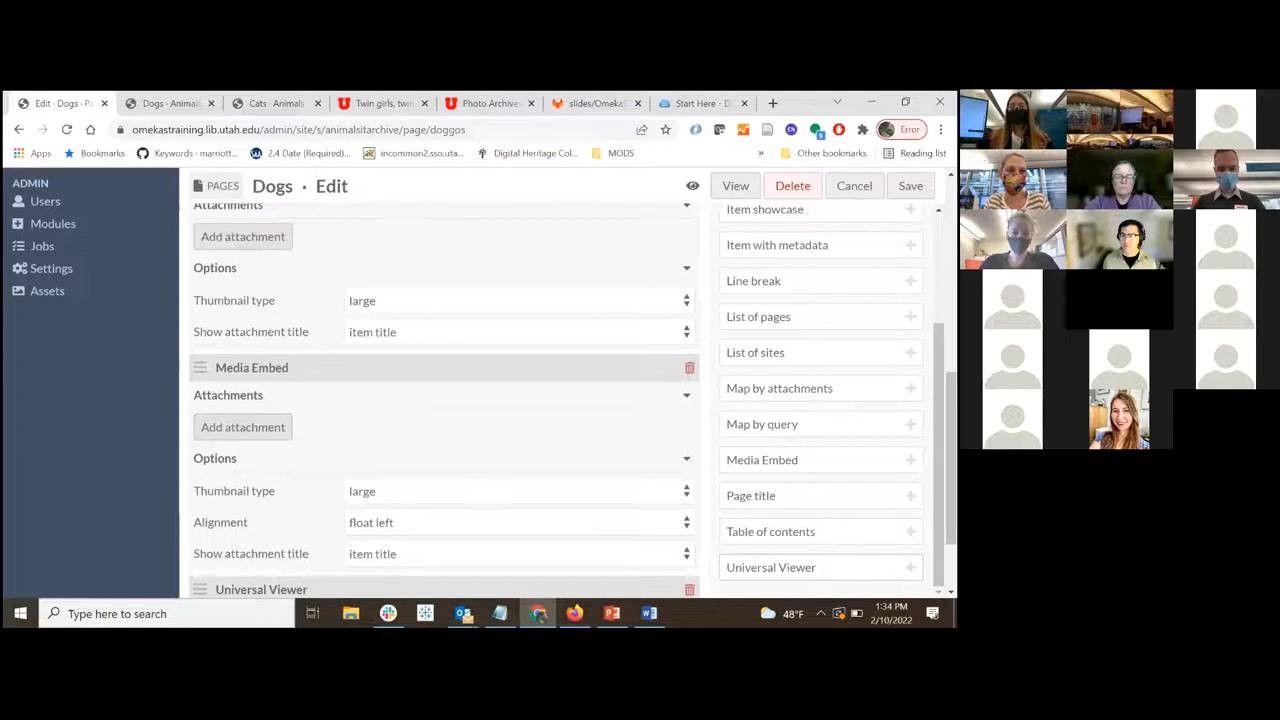 Edit · Dogs · Pa
Dogs · Animals
Cats · Animals
Twin girls, twin
Photo Archives
slides/OmekaS
Start Here - D
omekastraining.lib.utah.edu/admin/site/s/animalsitarchive/page/doggos
Error
Apps
Bookmarks
Keywords - marriott...
2.4 Date (Required)...
incommon2.sso.uta...
Digital Heritage Col...
MODS
»
Other bookmarks
Reading list
ADMIN
Users
Modules
Jobs
Settings
Assets
PAGES
Dogs · Edit
View
Delete
Cancel
Save
Attachments
Add attachment
Options
Thumbnail type
large
Show attachment title
item title
Media Embed
Attachments
Add attachment
Options
Thumbnail type
large
Alignment
float left
Show attachment title
item title
Universal Viewer
Item showcase
Item with metadata
Line break
List of pages
List of sites
Map by attachments
Map by query
Media Embed
Page title
Table of contents
Universal Viewer
Type here to search
48°F
1:34 PM
2/10/2022